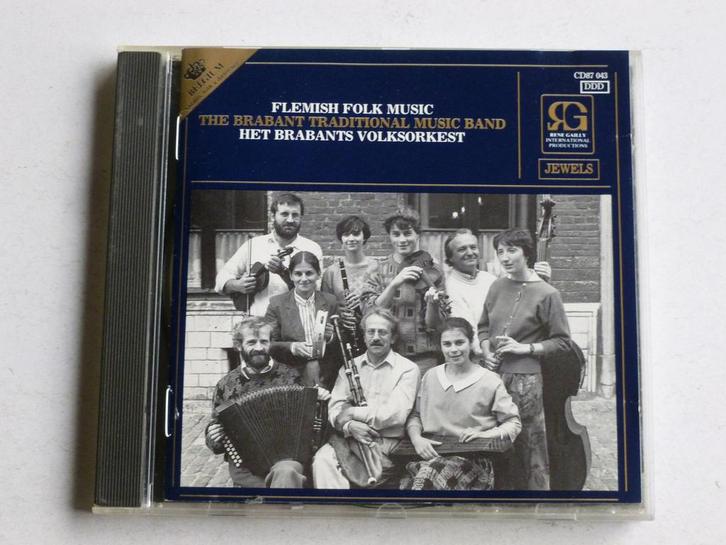 BELGIUM
FLEMISH FOLK MUSIC
THE BRABANT TRADITIONAL MUSIC BAND
HET BRABANTS VOLKSORKEST
CD87 043
DDD
RG
RENE GAILLY
INTERNATIONAL
PRODUCTIONS
JEWELS